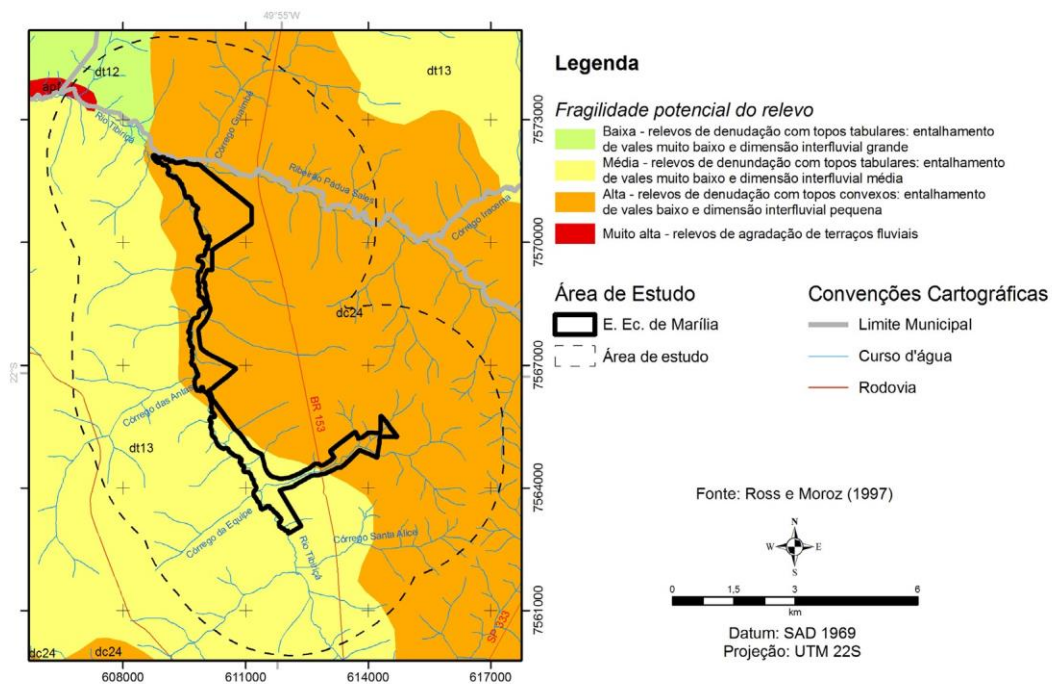 49°55'W
22°S
dt12
apf
dt13
Rio Tibiriçá
Córrego Guaimbê
Ribeirão Pádua Sales
Córrego Iracema
dc24
BR 153
Córrego das Antas
dt13
Córrego da Equipe
Rio Tibiriçá
Córrego Santa Alice
SP 333
dc24
dc24
7573000
7570000
7567000
7564000
7561000
608000
611000
614000
617000
Legenda
Fragilidade potencial do relevo
Baixa - relevos de denudação com topos tabulares: entalhamento
de vales muito baixo e dimensão interfluvial grande
Média - relevos de denundação com topos tabulares: entalhamento
de vales muito baixo e dimensão interfluvial média
Alta - relevos de denudação com topos convexos: entalhamento
de vales baixo e dimensão interfluvial pequena
Muito alta - relevos de agradação de terraços fluviais
Área de Estudo
E. Ec. de Marília
Área de estudo
Convenções Cartográficas
Limite Municipal
Curso d'água
Rodovia
Fonte: Ross e Moroz (1997)
N
W E
S
0 1,5 3 6
km
Datum: SAD 1969
Projeção: UTM 22S